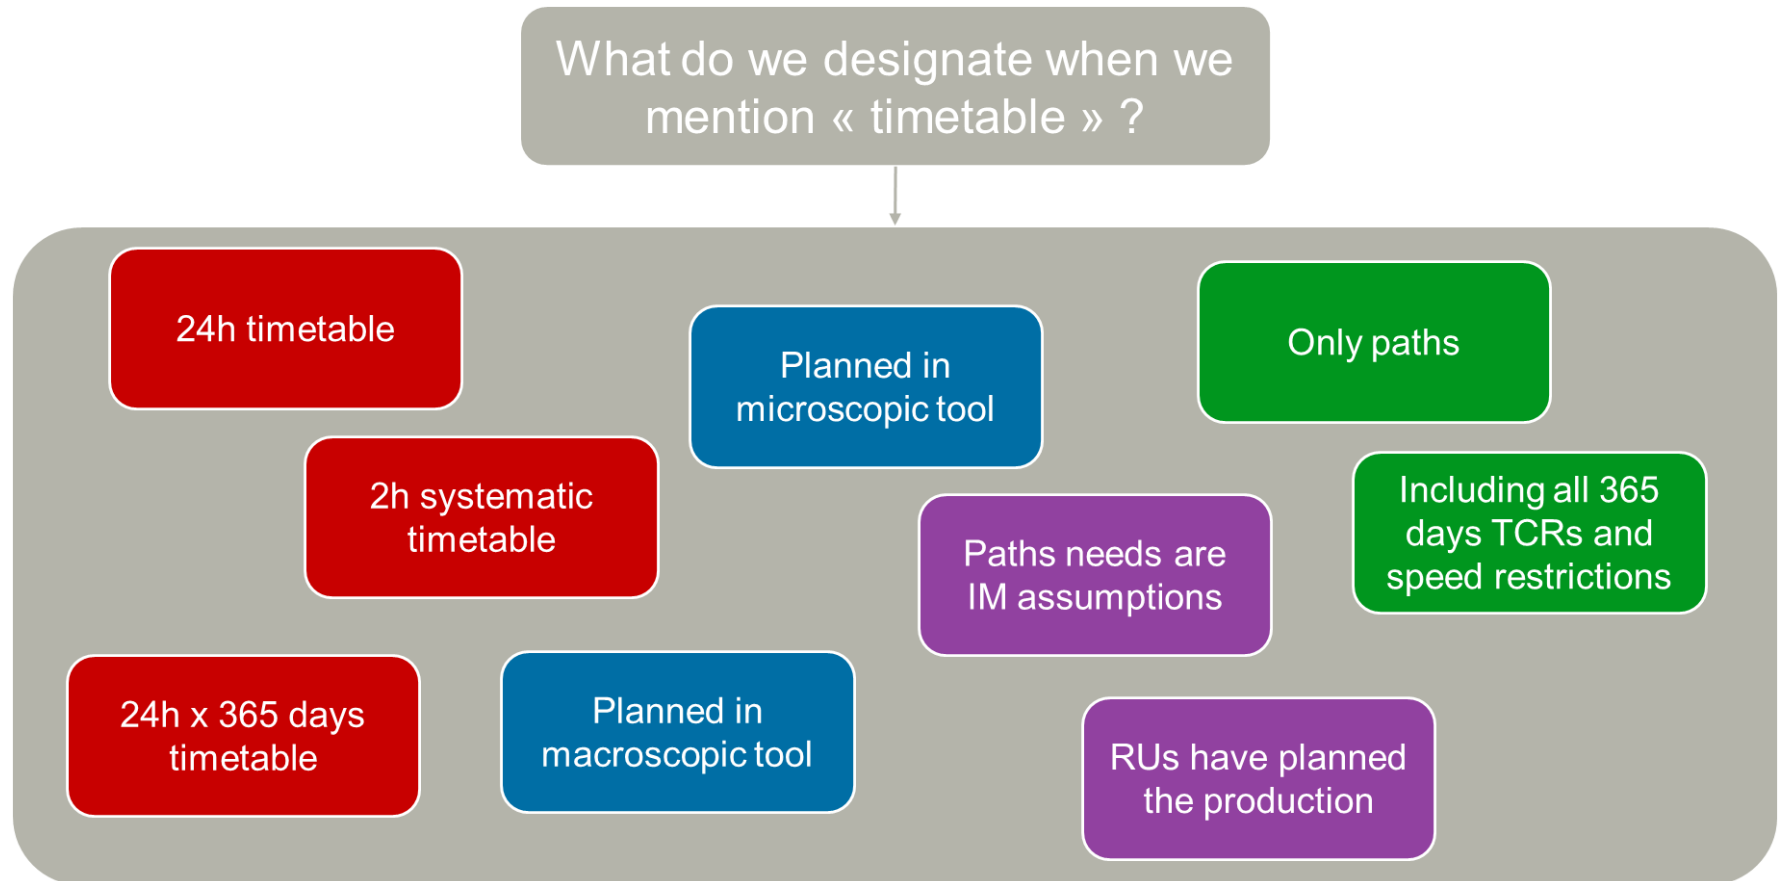 What do we designate when we
mention « timetable » ?
24h timetable
Planned in
microscopic tool
Only paths
2h systematic
timetable
Paths needs are
IM assumptions
Including all 365
days TCRs and
speed restrictions
24h x 365 days
timetable
Planned in
macroscopic tool
RUs have planned
the production